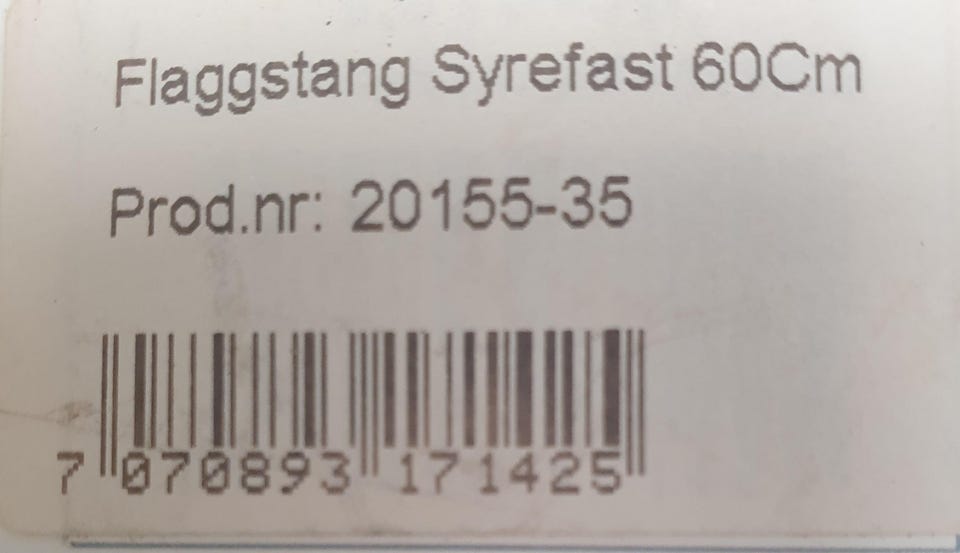 Flaggstang Syrefast 60Cm
Prod.nr: 20155-35
7 070893 171425